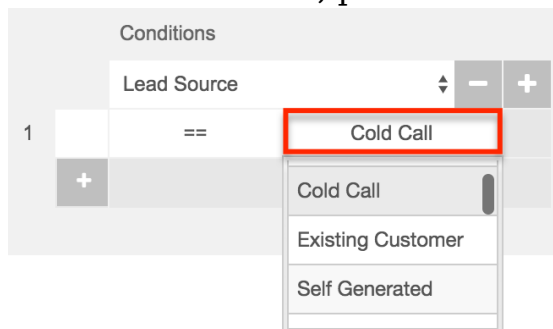 Conditions
Lead Source
1 == Cold Call
Cold Call
Existing Customer
Self Generated